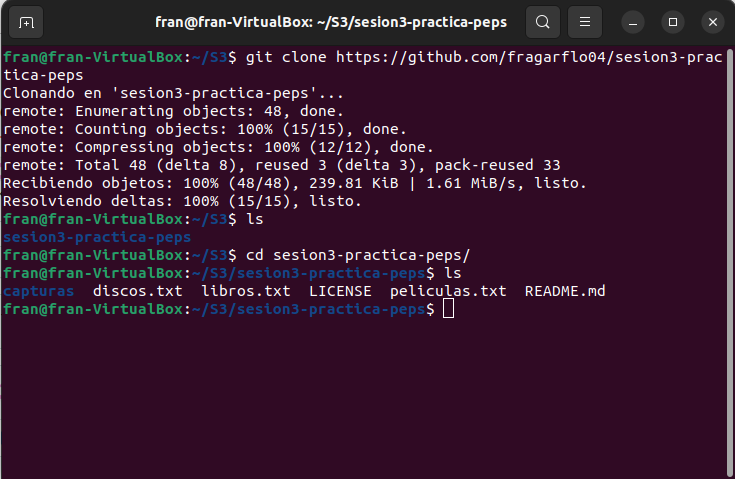 fran@fran-VirtualBox: ~/S3/sesion3-practica-peps
fran@fran-VirtualBox:~/S3$ git clone https://github.com/fragarflo04/sesion3-prac
tica-peps
Clonando en 'sesion3-practica-peps'...
remote: Enumerating objects: 48, done.
remote: Counting objects: 100% (15/15), done.
remote: Compressing objects: 100% (12/12), done.
remote: Total 48 (delta 8), reused 3 (delta 3), pack-reused 33
Recibiendo objetos: 100% (48/48), 239.81 KiB | 1.61 MiB/s, listo.
Resolviendo deltas: 100% (15/15), listo.
fran@fran-VirtualBox:~/S3$ ls
sesion3-practica-peps
fran@fran-VirtualBox:~/S3$ cd sesion3-practica-peps/
fran@fran-VirtualBox:~/S3/sesion3-practica-peps$ ls
capturas  discos.txt  libros.txt  LICENSE  peliculas.txt  README.md
fran@fran-VirtualBox:~/S3/sesion3-practica-peps$